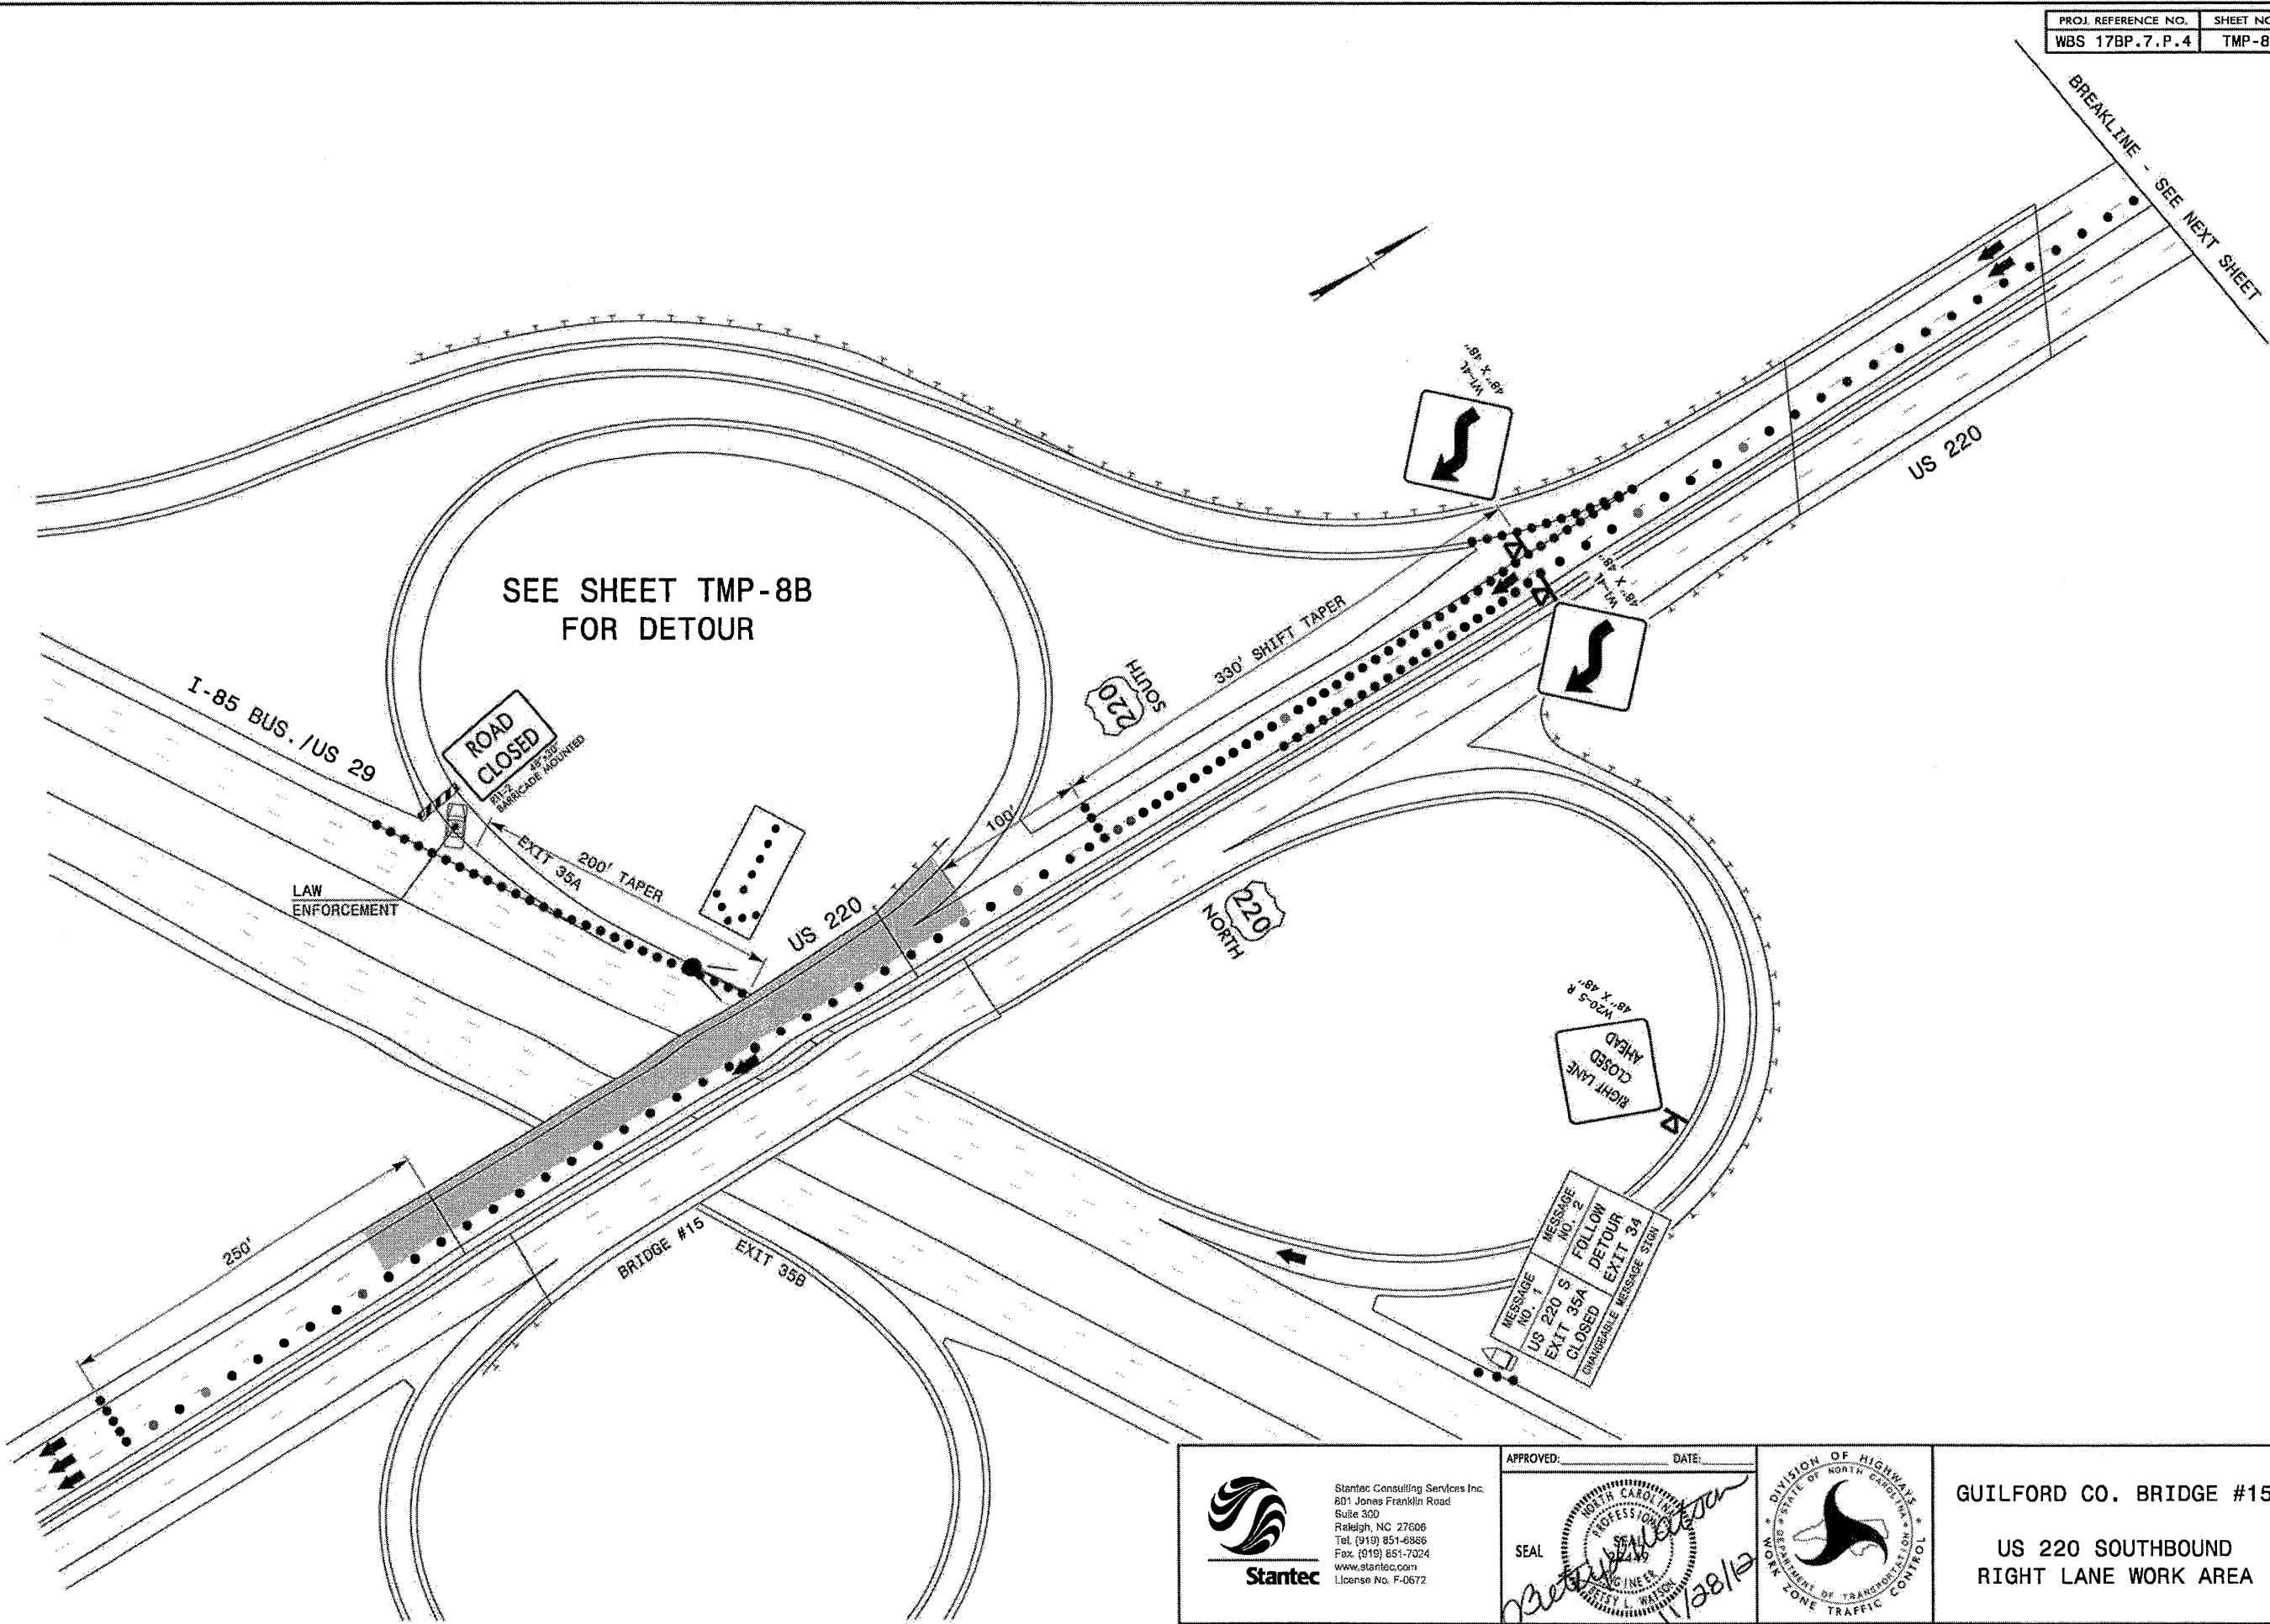 PROJ. REFERENCE NO.
SHEET NO
WBS 17BP.7.P.4
TMP-8
BREAKLINE - SEE NEXT SHEET
US 220
W1-4L
48" X 48"
W1-4L
48" X 48"
SEE SHEET TMP-8B
FOR DETOUR
330' SHIFT TAPER
220
SOUTH
I-85 BUS./US 29
ROAD
CLOSED
R11-2 48"X30"
BARRICADE MOUNTED
100'
EXIT 35A
200' TAPER
LAW
ENFORCEMENT
US 220
220
NORTH
W20-5 R
48" X 48"
RIGHT LANE
CLOSED
AHEAD
250'
BRIDGE #15
EXIT 35B
MESSAGE
NO. 1
US 220 S
EXIT 35A
CLOSED
MESSAGE
NO. 2
FOLLOW
DETOUR
EXIT 34
CHANGEABLE MESSAGE SIGN
Stantec
Stantec Consulting Services Inc.
801 Jones Franklin Road
Suite 300
Raleigh, NC 27606
Tel. (919) 851-6866
Fax. (919) 851-7024
www.stantec.com
License No. F-0672
APPROVED:
DATE:
SEAL
NORTH CAROLINA
PROFESSIONAL
SEAL
22449
ENGINEER
BETSY L. WATSON
Betsy L. Watson
11/28/12
DIVISION OF HIGHWAYS
STATE OF NORTH CAROLINA
DEPARTMENT OF TRANSPORTATION
WORK ZONE TRAFFIC CONTROL
GUILFORD CO. BRIDGE #15
US 220 SOUTHBOUND
RIGHT LANE WORK AREA